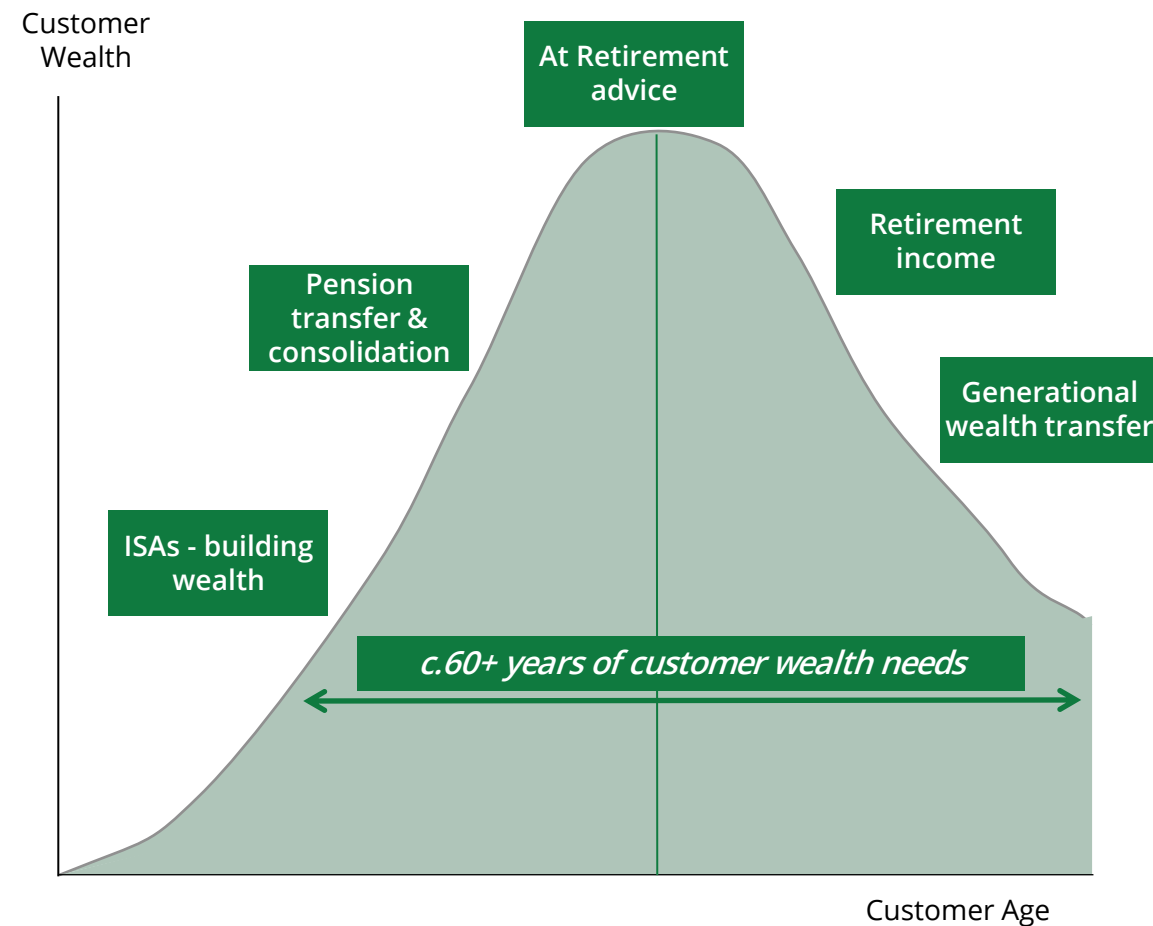 Customer
Wealth
At Retirement
advice
Retirement
income
Pension
transfer &
consolidation
Generational
wealth transfer
ISAs - building
wealth
c.60+ years of customer wealth needs
Customer Age